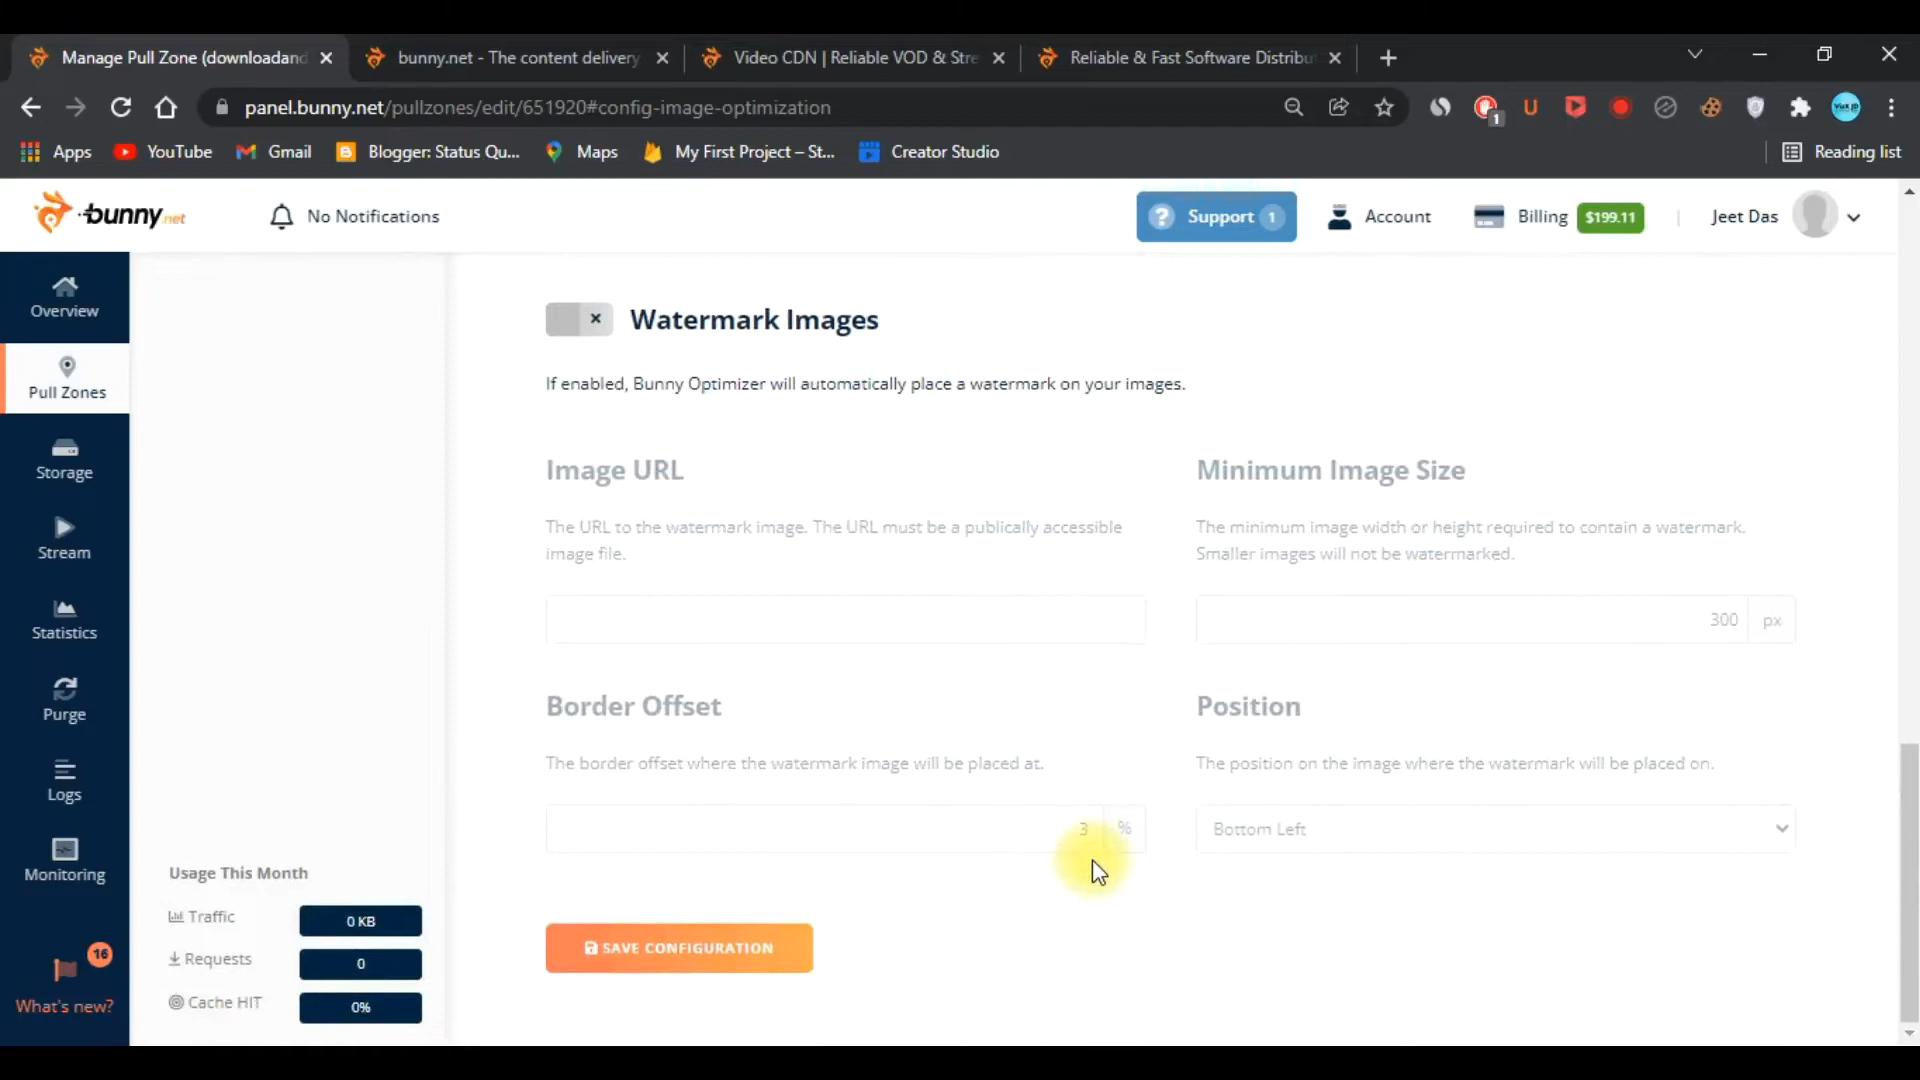 Manage Pull Zone (downloadand
bunny.net - The content delivery
Video CDN | Reliable VOD & Stre
Reliable & Fast Software Distribut
panel.bunny.net/pullzones/edit/651920#config-image-optimization
1
U
Apps
YouTube
Gmail
Blogger: Status Qu...
Maps
My First Project – St...
Creator Studio
Reading list
bunny.net
No Notifications
Support 1
Account
Billing $199.11
Jeet Das
Overview
Pull Zones
Storage
Stream
Statistics
Purge
Logs
Monitoring
16
What's new?
Usage This Month
Traffic 0 KB
Requests 0
Cache HIT 0%
Watermark Images
If enabled, Bunny Optimizer will automatically place a watermark on your images.
Image URL
The URL to the watermark image. The URL must be a publically accessible
image file.
Minimum Image Size
The minimum image width or height required to contain a watermark.
Smaller images will not be watermarked.
300 px
Border Offset
The border offset where the watermark image will be placed at.
3 %
Position
The position on the image where the watermark will be placed on.
Bottom Left
SAVE CONFIGURATION